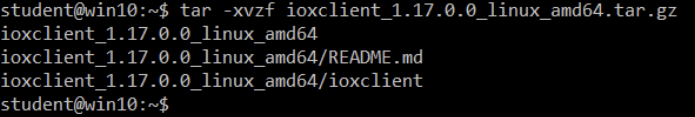 student@win10:~$ tar -xvzf ioxclient_1.17.0.0_linux_amd64.tar.gz
ioxclient_1.17.0.0_linux_amd64
ioxclient_1.17.0.0_linux_amd64/README.md
ioxclient_1.17.0.0_linux_amd64/ioxclient
student@win10:~$